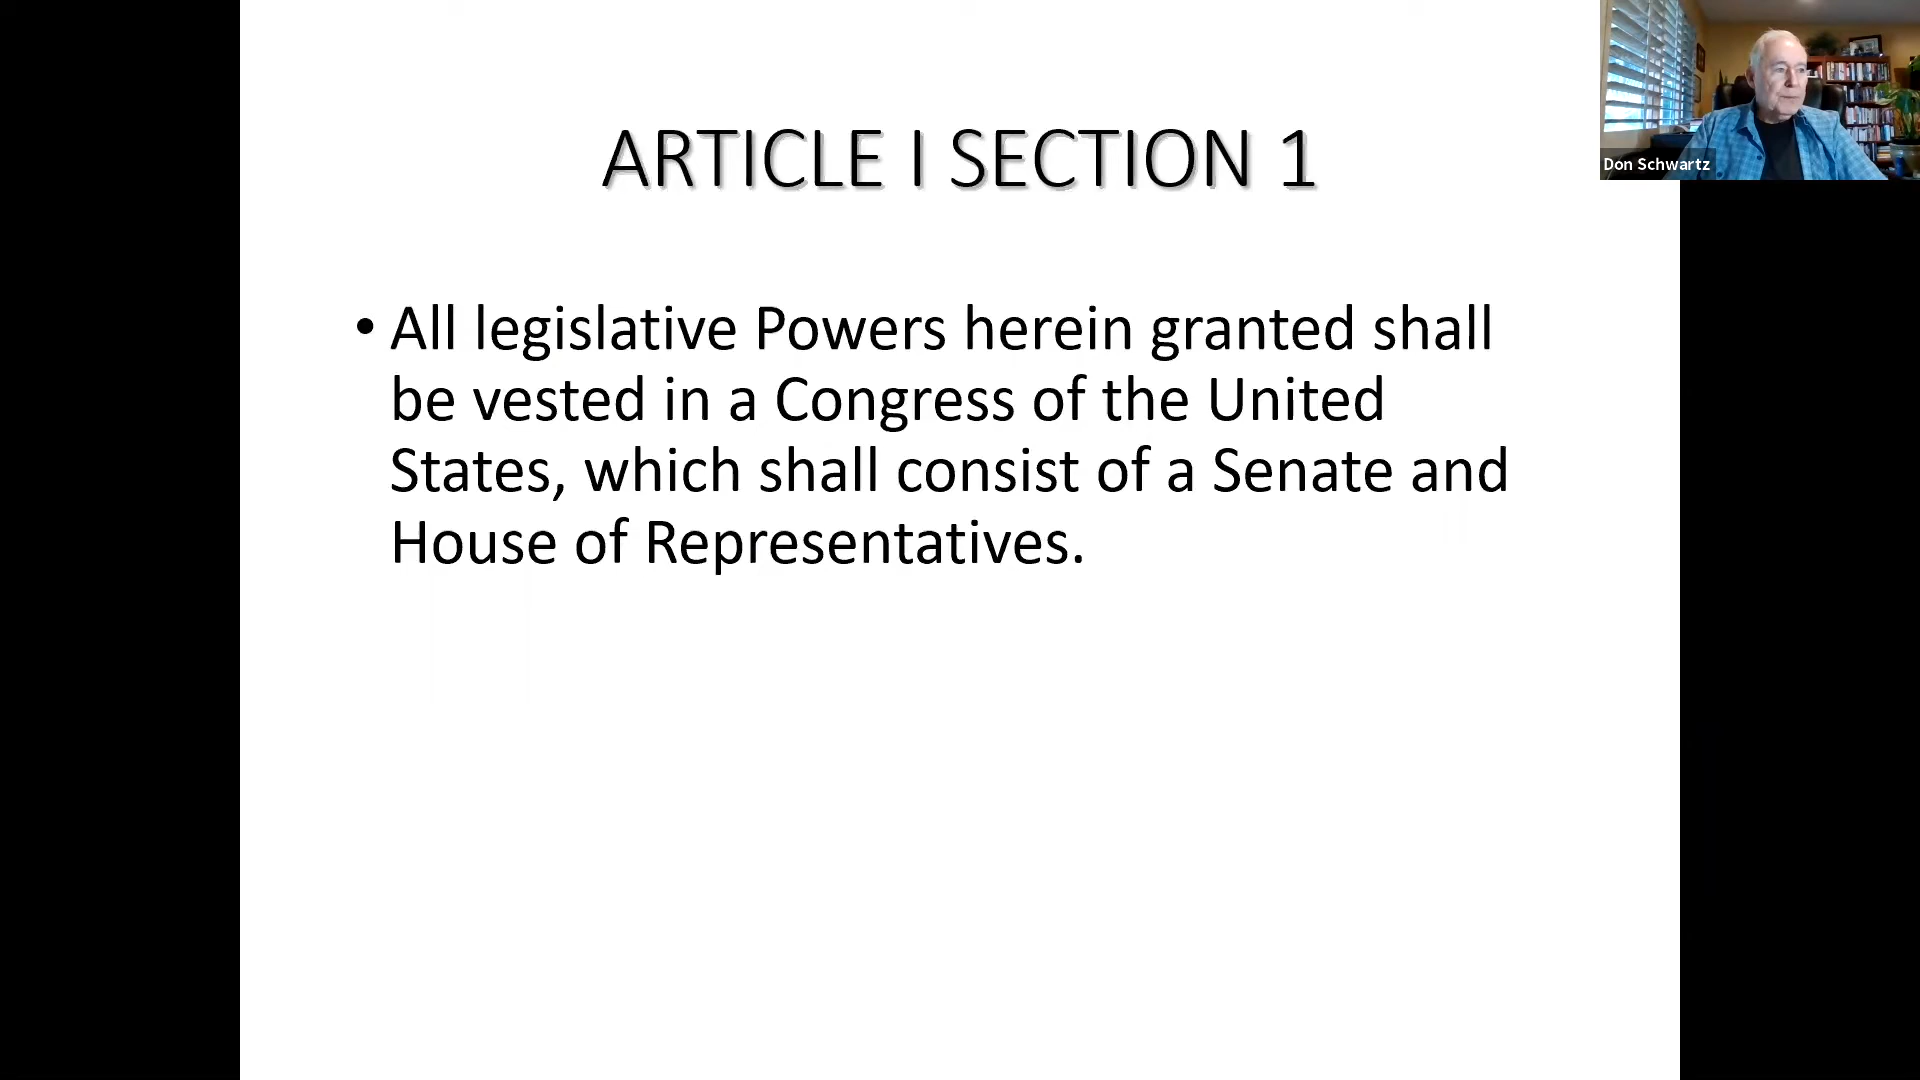 ARTICLE I SECTION 1
• All legislative Powers herein granted shall
be vested in a Congress of the United
States, which shall consist of a Senate and
House of Representatives.
Don Schwartz